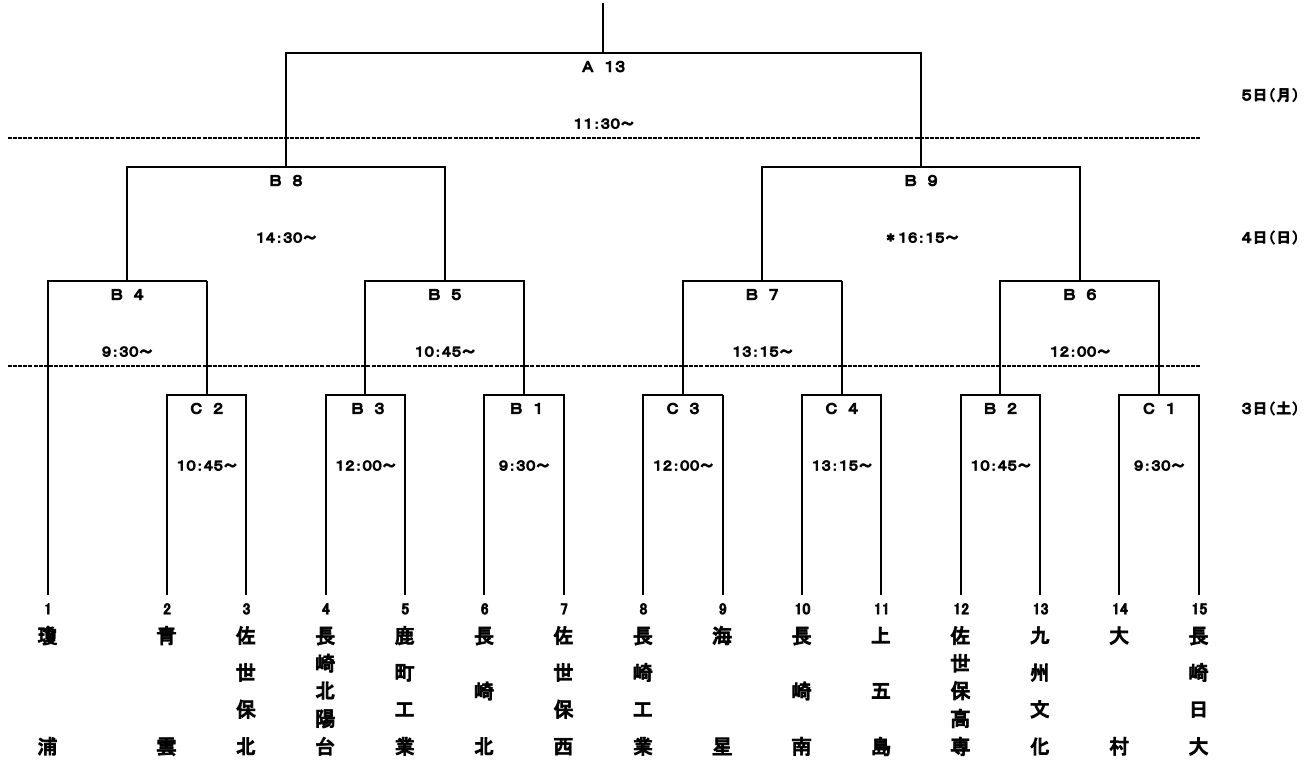 A 13
5日(月)
11:30～
B 8
B 9
14:30～
*16:15～
4日(日)
B 4
B 5
B 7
B 6
9:30～
10:45～
13:15～
12:00～
C 2
B 3
B 1
C 3
C 4
B 2
C 1
3日(土)
10:45～
12:00～
9:30～
12:00～
13:15～
10:45～
9:30～
1 2 3 4 5 6 7 8 9 10 11 12 13 14 15
瓊浦
青雲
佐世保北
長崎北陽台
鹿町工業
長崎北
佐世保西
長崎工業
海星
長崎南
上五島
佐世保高専
九州文化
大村
長崎日大